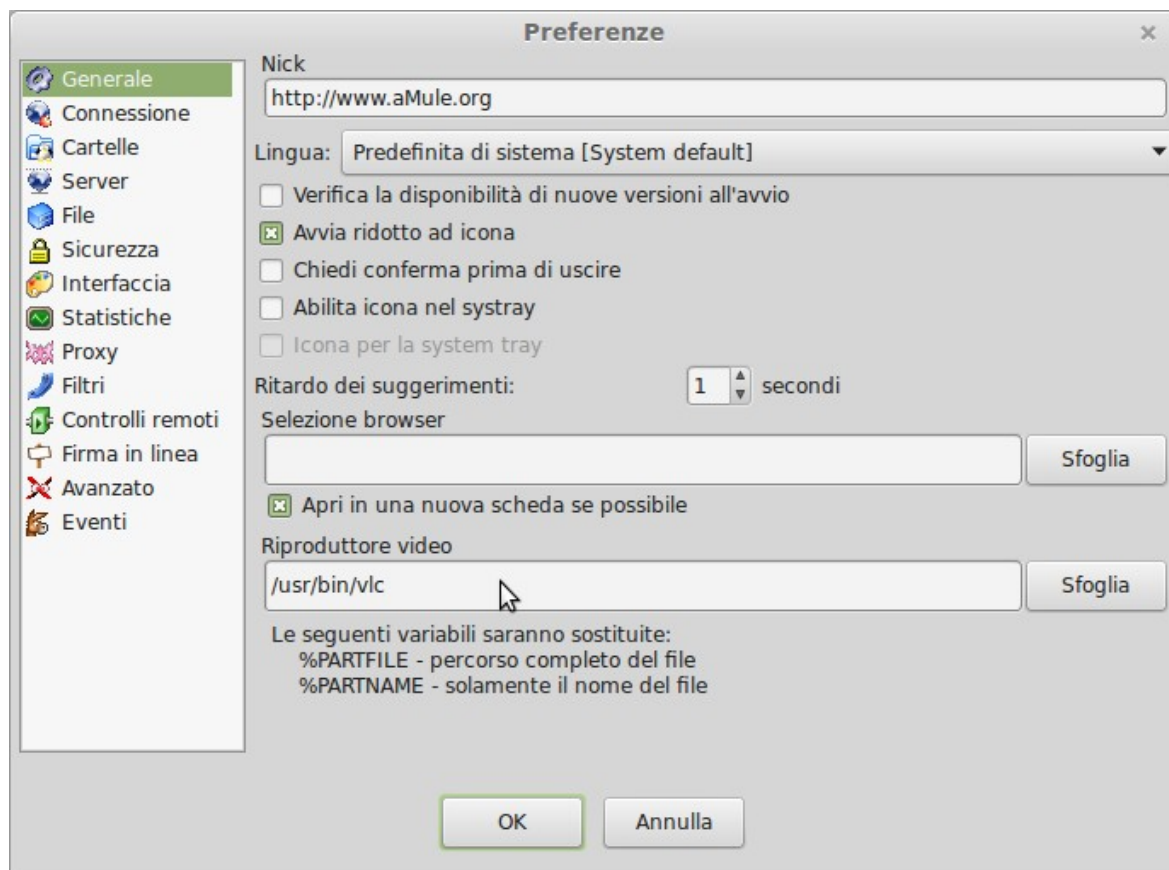 Preferenze
Generale
Connessione
Cartelle
Server
File
Sicurezza
Interfaccia
Statistiche
Proxy
Filtri
Controlli remoti
Firma in linea
Avanzato
Eventi
Nick
http://www.aMule.org
Lingua: Predefinita di sistema [System default]
Verifica la disponibilità di nuove versioni all'avvio
Avvia ridotto ad icona
Chiedi conferma prima di uscire
Abilita icona nel systray
Icona per la system tray
Ritardo dei suggerimenti: 1 secondi
Selezione browser
Sfoglia
Apri in una nuova scheda se possibile
Riproduttore video
/usr/bin/vlc Sfoglia
Le seguenti variabili saranno sostituite:
%PARTFILE - percorso completo del file
%PARTNAME - solamente il nome del file
OK Annulla